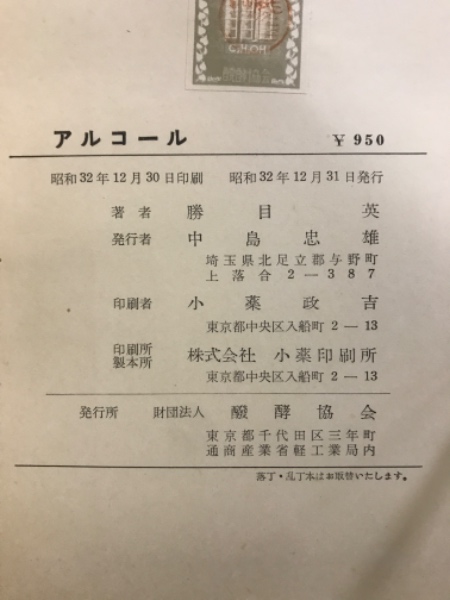 C₂H₅OH
醱酵協会
アルコール ¥950
昭和32年12月30日印刷 昭和32年12月31日発行
著者 勝目 英
発行者 中島忠雄
埼玉県北足立郡与野町
上落合2—387
印刷者 小薬政吉
東京都中央区入船町2—13
印刷所
製本所 株式会社 小薬印刷所
東京都中央区入船町2—13
発行所 財団法人 醱酵協会
東京都千代田区三年町
通商産業省軽工業局内
落丁・乱丁本はお取替いたします。